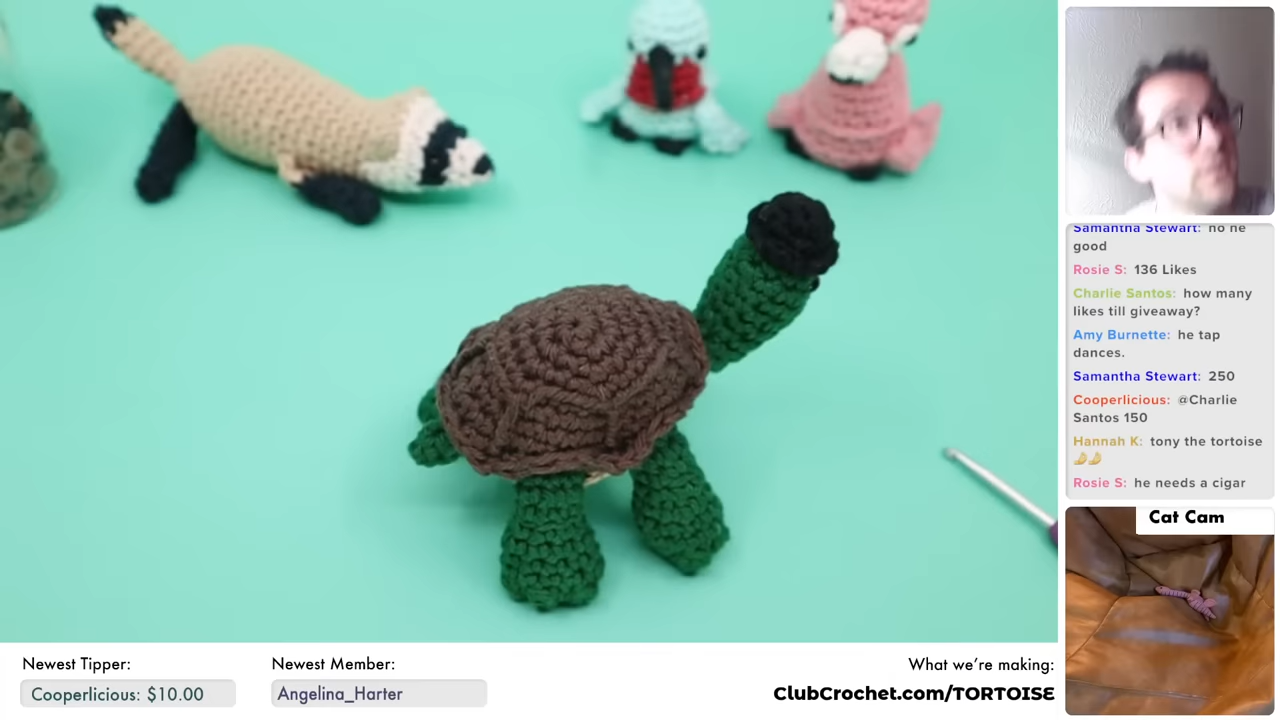 Samantha Stewart: no he
good
Rosie S: 136 Likes
Charlie Santos: how many
likes till giveaway?
Amy Burnette: he tap
dances.
Samantha Stewart: 250
Cooperlicious: @Charlie
Santos 150
Hannah K: tony the tortoise
Rosie S: he needs a cigar
Cat Cam
Newest Tipper:
Cooperlicious: $10.00
Newest Member:
Angelina_Harter
What we're making:
ClubCrochet.com/TORTOISE